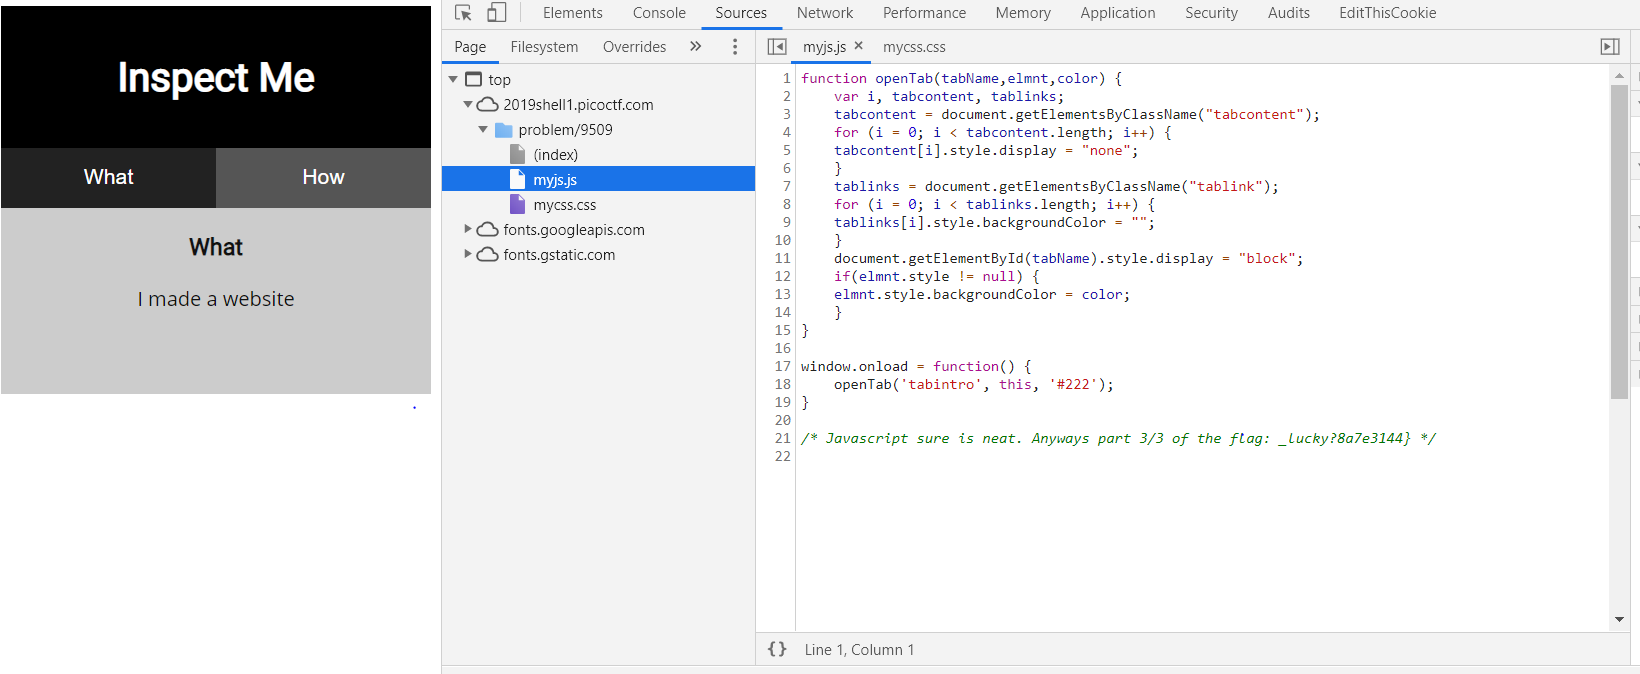 Inspect Me
What
How
What
I made a website
Elements Console Sources Network Performance Memory Application Security Audits EditThisCookie
Page Filesystem Overrides »
top
2019shell1.picoctf.com
problem/9509
(index)
myjs.js
mycss.css
fonts.googleapis.com
fonts.gstatic.com
myjs.js × mycss.css
1 function openTab(tabName,elmnt,color) {
2 var i, tabcontent, tablinks;
3 tabcontent = document.getElementsByClassName("tabcontent");
4 for (i = 0; i < tabcontent.length; i++) {
5 tabcontent[i].style.display = "none";
6 }
7 tablinks = document.getElementsByClassName("tablink");
8 for (i = 0; i < tablinks.length; i++) {
9 tablinks[i].style.backgroundColor = "";
10 }
11 document.getElementById(tabName).style.display = "block";
12 if(elmnt.style != null) {
13 elmnt.style.backgroundColor = color;
14 }
15 }
16
17 window.onload = function() {
18 openTab('tabintro', this, '#222');
19 }
20
21 /* Javascript sure is neat. Anyways part 3/3 of the flag: _lucky?8a7e3144} */
22
{} Line 1, Column 1